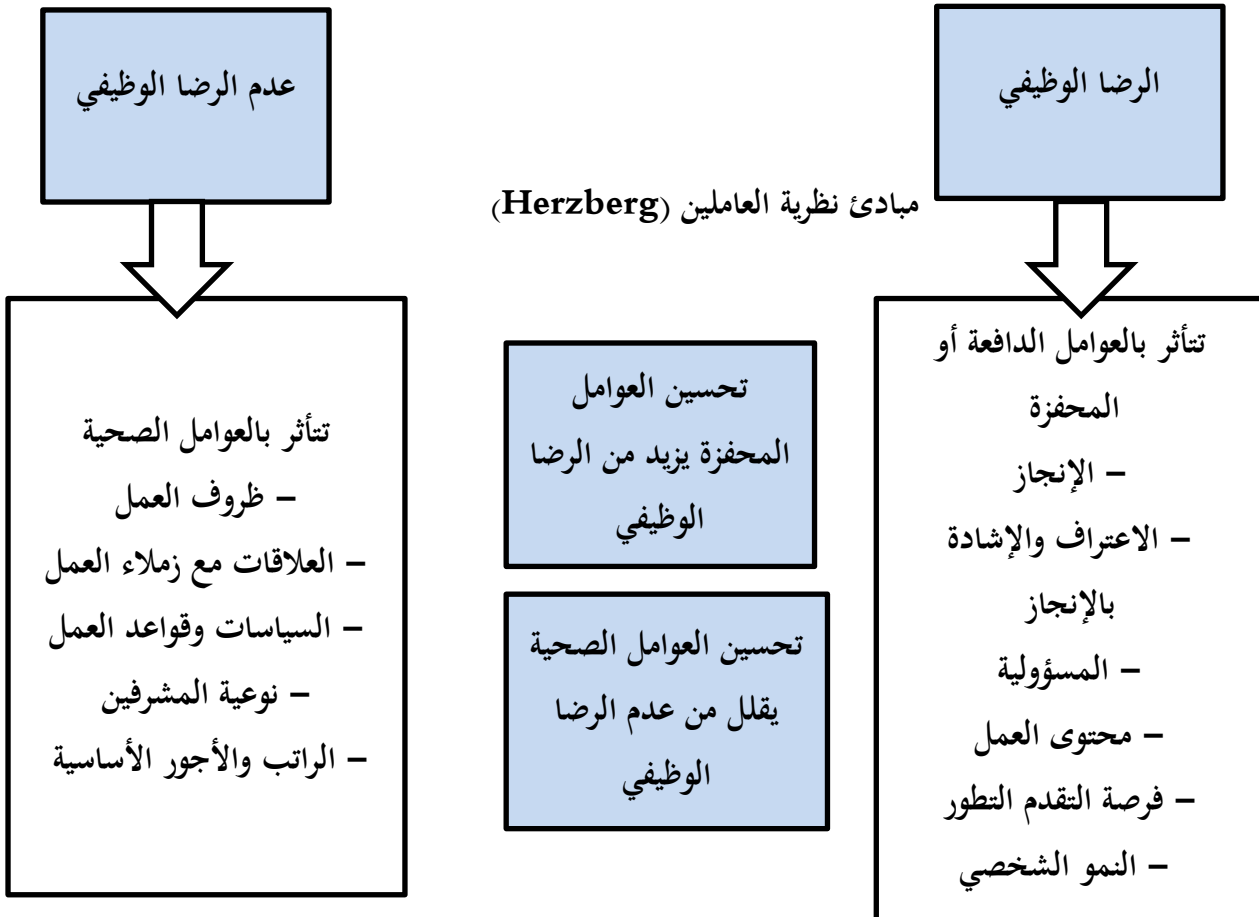 الرضا الوظيفي
عدم الرضا الوظيفي
مبادئ نظرية العاملين (Herzberg)
تتأثر بالعوامل الدافعة أو
المحفزة
– الإنجاز
– الاعتراف والإشادة
بالإنجاز
– المسؤولية
– محتوى العمل
– فرصة التقدم التطور
– النمو الشخصي
تحسين العوامل
المحفزة يزيد من الرضا
الوظيفي
تحسين العوامل الصحية
يقلل من عدم الرضا
الوظيفي
تتأثر بالعوامل الصحية
– ظروف العمل
– العلاقات مع زملاء العمل
– السياسات وقواعد العمل
– نوعية المشرفين
– الراتب والأجور الأساسية